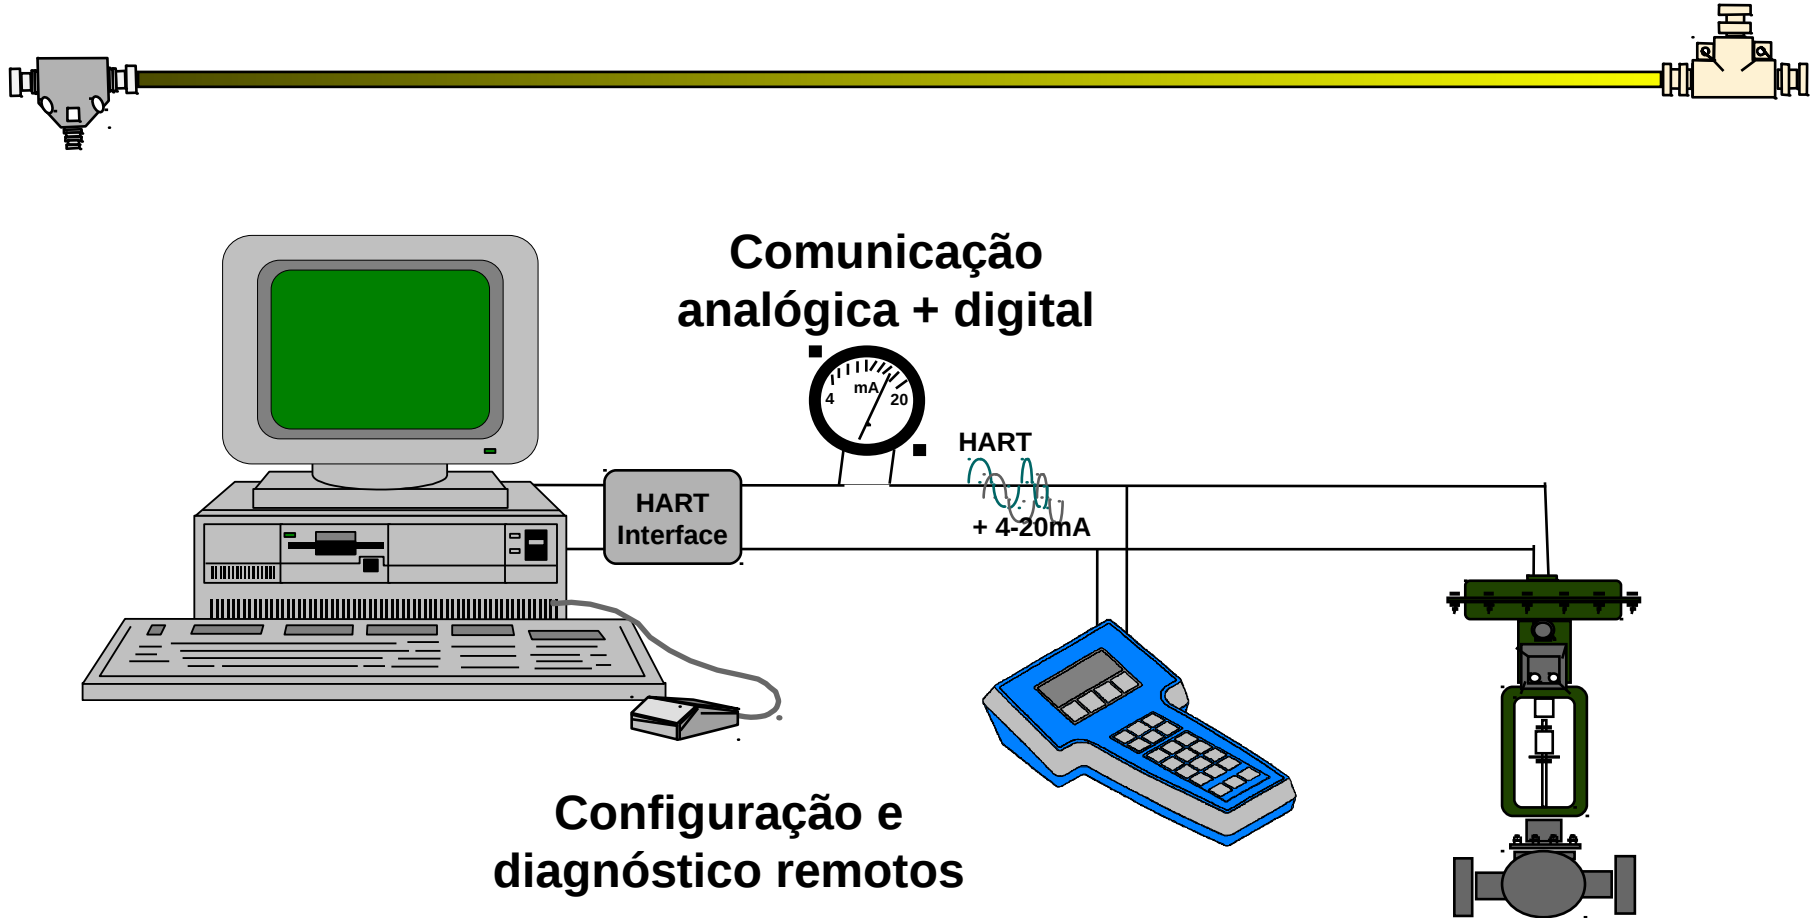 Comunicação
analógica + digital
mA
4
20
HART
HART
Interface
+ 4-20mA
Configuração e
diagnóstico remotos